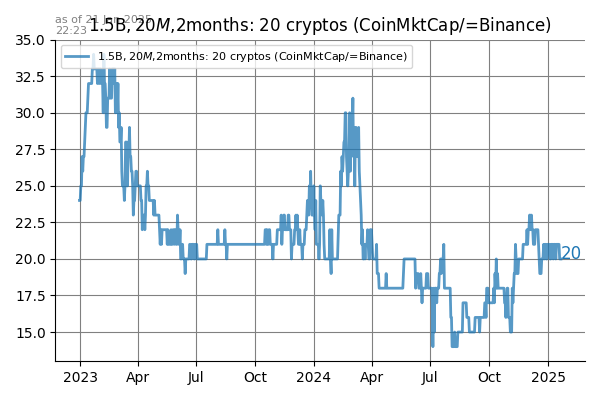 as of 21 Jan 2025
22:23
1.5B, 20M, 2months: 20 cryptos (CoinMktCap/=Binance)
1.5B, 20M, 2months: 20 cryptos (CoinMktCap/=Binance)
35.0
32.5
30.0
27.5
25.0
22.5
20.0
17.5
15.0
20
2023 Apr Jul Oct 2024 Apr Jul Oct 2025